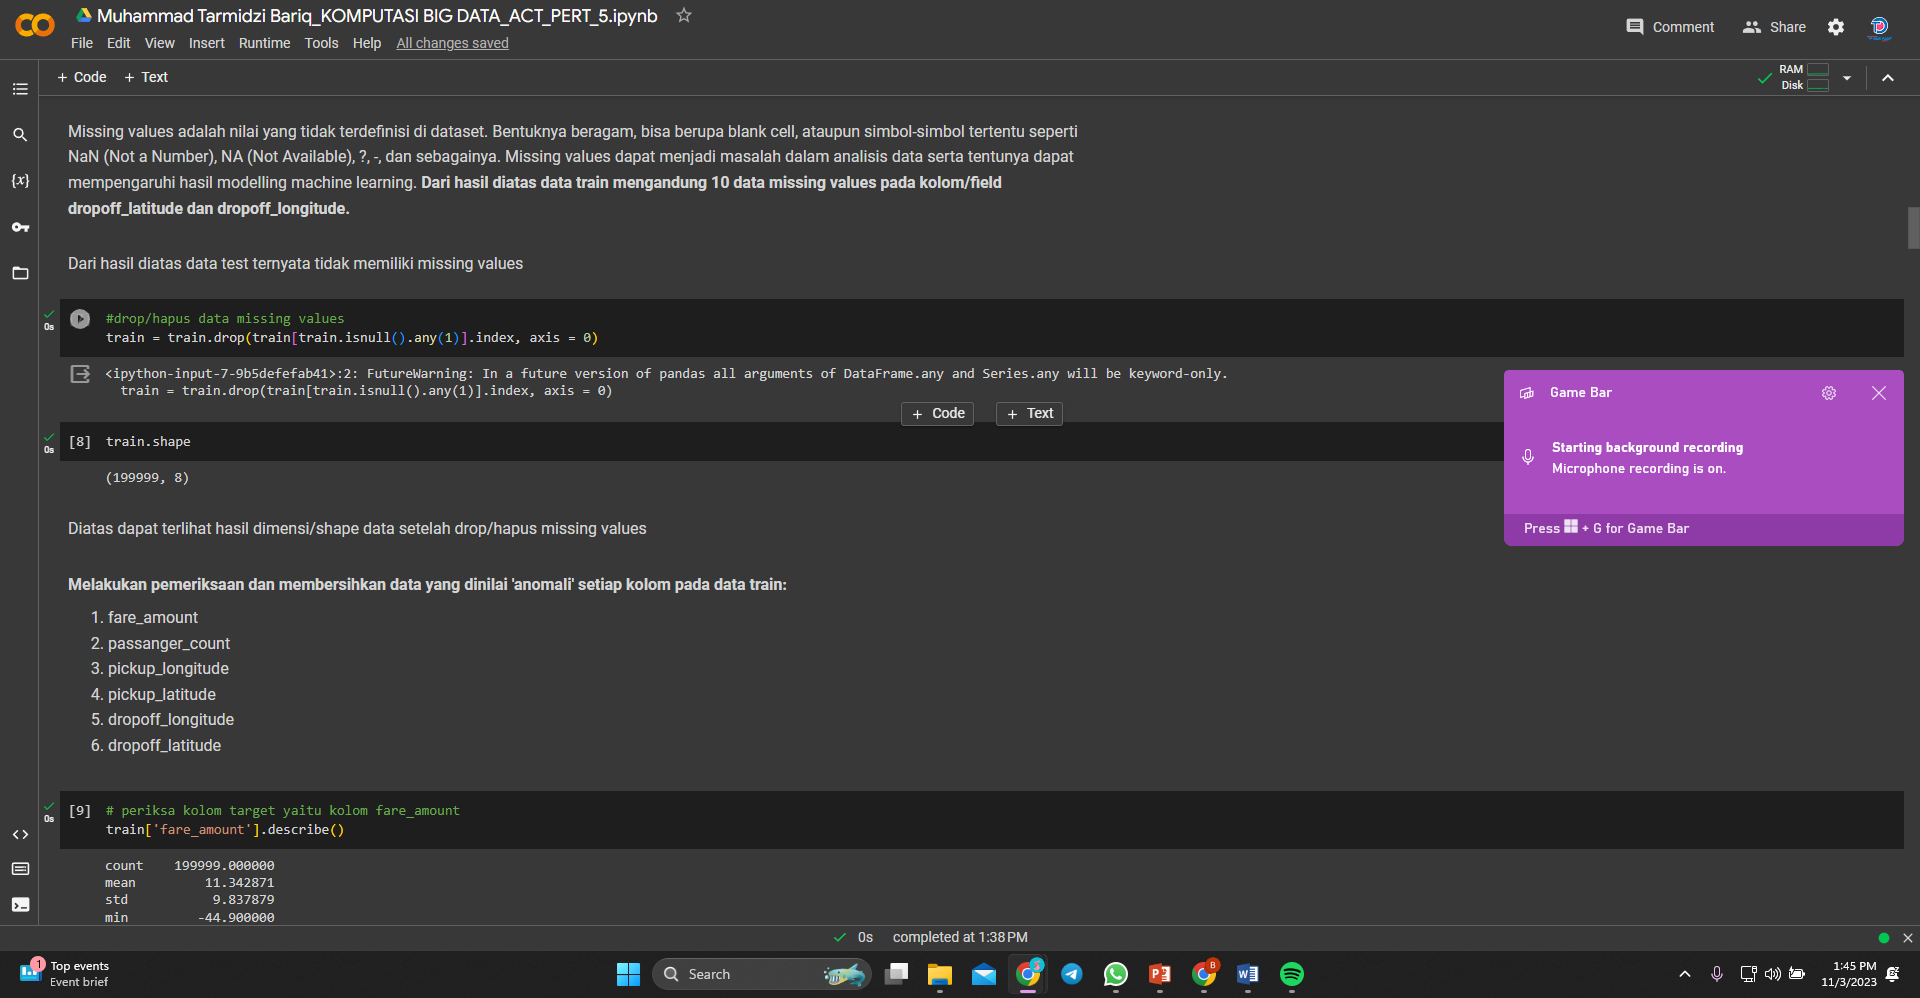 Muhammad Tarmidzi Bariq_KOMPUTASI BIG DATA_ACT_PERT_5.ipynb
File Edit View Insert Runtime Tools Help All changes saved
Comment Share
+ Code + Text
RAM
Disk
Missing values adalah nilai yang tidak terdefinisi di dataset. Bentuknya beragam, bisa berupa blank cell, ataupun simbol-simbol tertentu seperti
NaN (Not a Number), NA (Not Available), ?, -, dan sebagainya. Missing values dapat menjadi masalah dalam analisis data serta tentunya dapat
mempengaruhi hasil modelling machine learning. Dari hasil diatas data train mengandung 10 data missing values pada kolom/field
dropoff_latitude dan dropoff_longitude.
Dari hasil diatas data test ternyata tidak memiliki missing values
0s
#drop/hapus data missing values
train = train.drop(train[train.isnull().any(1)].index, axis = 0)
<ipython-input-7-9b5defefab41>:2: FutureWarning: In a future version of pandas all arguments of DataFrame.any and Series.any will be keyword-only.
train = train.drop(train[train.isnull().any(1)].index, axis = 0)
+ Code + Text
0s
[8] train.shape
(199999, 8)
Diatas dapat terlihat hasil dimensi/shape data setelah drop/hapus missing values
Melakukan pemeriksaan dan membersihkan data yang dinilai 'anomali' setiap kolom pada data train:
1. fare_amount
2. passanger_count
3. pickup_longitude
4. pickup_latitude
5. dropoff_longitude
6. dropoff_latitude
0s
[9] # periksa kolom target yaitu kolom fare_amount
train['fare_amount'].describe()
count 199999.000000
mean 11.342871
std 9.837879
min -44.900000
Game Bar
Starting background recording
Microphone recording is on.
Press + G for Game Bar
0s completed at 1:38 PM
1
Top events
Event brief
Search
B
1:45 PM
11/3/2023